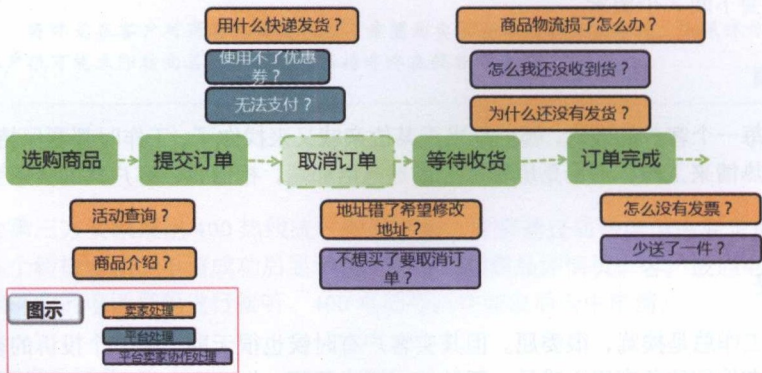 用什么快递发货？
使用不了优惠
券？
无法支付？
商品物流损了怎么办？
怎么我还没收到货？
为什么还没有发货？
选购商品
提交订单
取消订单
等待收货
订单完成
活动查询？
商品介绍？
地址错了希望修改
地址？
不想买了要取消订
单？
怎么没有发票？
少送了一件？
图示
卖家处理
平台处理
平台卖家协作处理